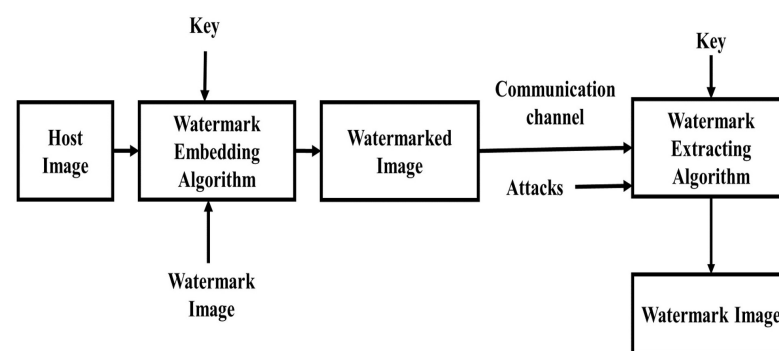 Key
Host
Image
Watermark
Embedding
Algorithm
Watermark
Image
Watermarked
Image
Communication
channel
Attacks
Key
Watermark
Extracting
Algorithm
Watermark Image